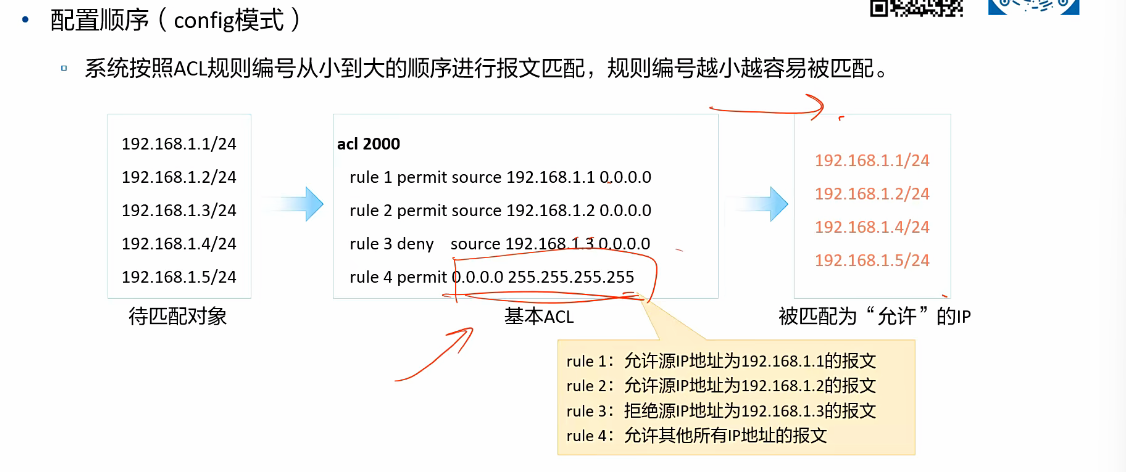 • 配置顺序（config模式）
▫ 系统按照ACL规则编号从小到大的顺序进行报文匹配，规则编号越小越容易被匹配。
192.168.1.1/24
192.168.1.2/24
192.168.1.3/24
192.168.1.4/24
192.168.1.5/24
待匹配对象
acl 2000
rule 1 permit source 192.168.1.1 0.0.0.0
rule 2 permit source 192.168.1.2 0.0.0.0
rule 3 deny source 192.168.1.3 0.0.0.0
rule 4 permit 0.0.0.0 255.255.255.255
基本ACL
192.168.1.1/24
192.168.1.2/24
192.168.1.4/24
192.168.1.5/24
被匹配为“允许”的IP
rule 1：允许源IP地址为192.168.1.1的报文
rule 2：允许源IP地址为192.168.1.2的报文
rule 3：拒绝源IP地址为192.168.1.3的报文
rule 4：允许其他所有IP地址的报文